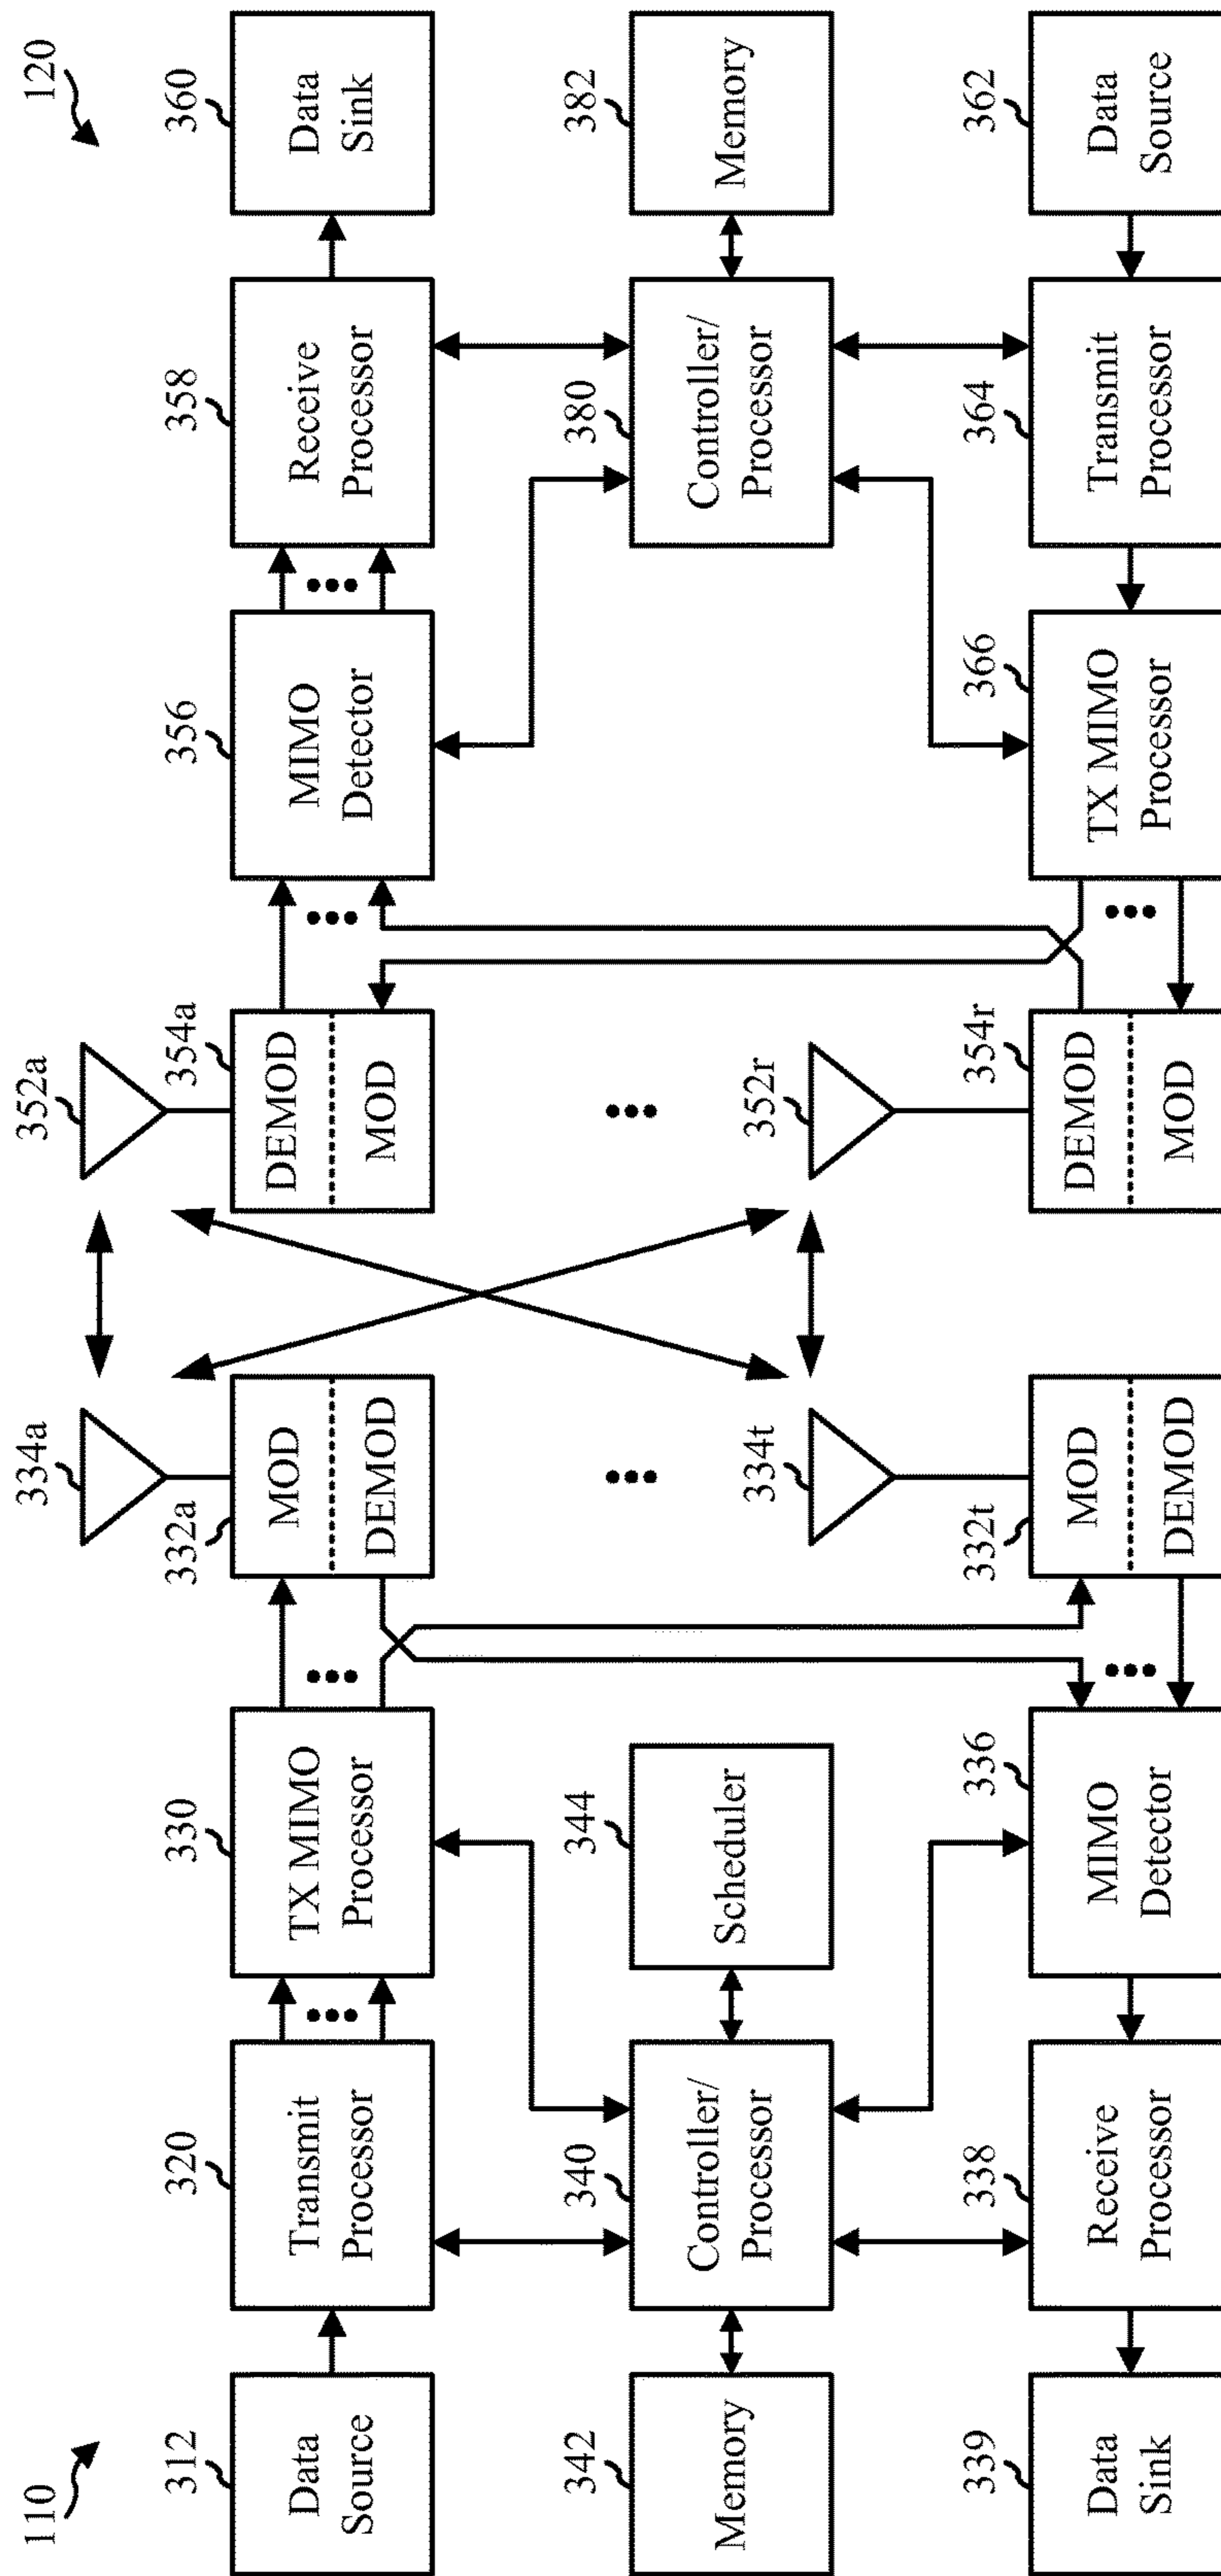 110
334a
352a
120
312
Data
Source
320
Transmit
Processor
330
TX MIMO
Processor
332a
MOD
DEMOD
354a
DEMOD
MOD
356
MIMO
Detector
358
Receive
Processor
360
Data
Sink
342
Memory
340
Controller/
Processor
344
Scheduler
380
Controller/
Processor
382
Memory
334t
352r
339
Data
Sink
338
Receive
Processor
336
MIMO
Detector
332t
MOD
DEMOD
354r
DEMOD
MOD
366
TX MIMO
Processor
364
Transmit
Processor
362
Data
Source